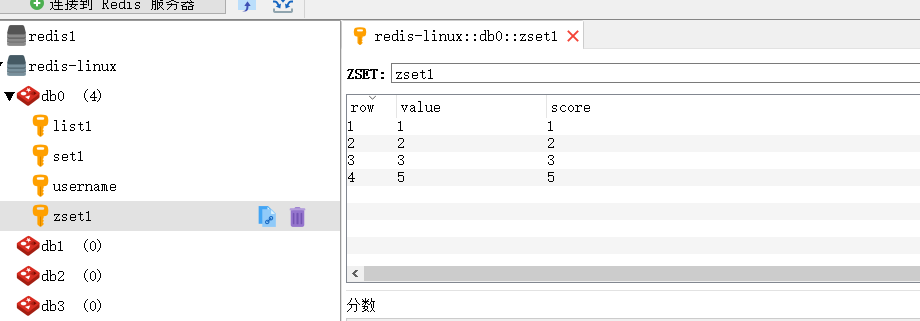 连接到 Redis 服务器
redis1
redis-linux
db0 (4)
list1
set1
username
zset1
db1 (0)
db2 (0)
db3 (0)
redis-linux::db0::zset1
ZSET: zset1
row value score
1 1 1
2 2 2
3 3 3
4 5 5
分数